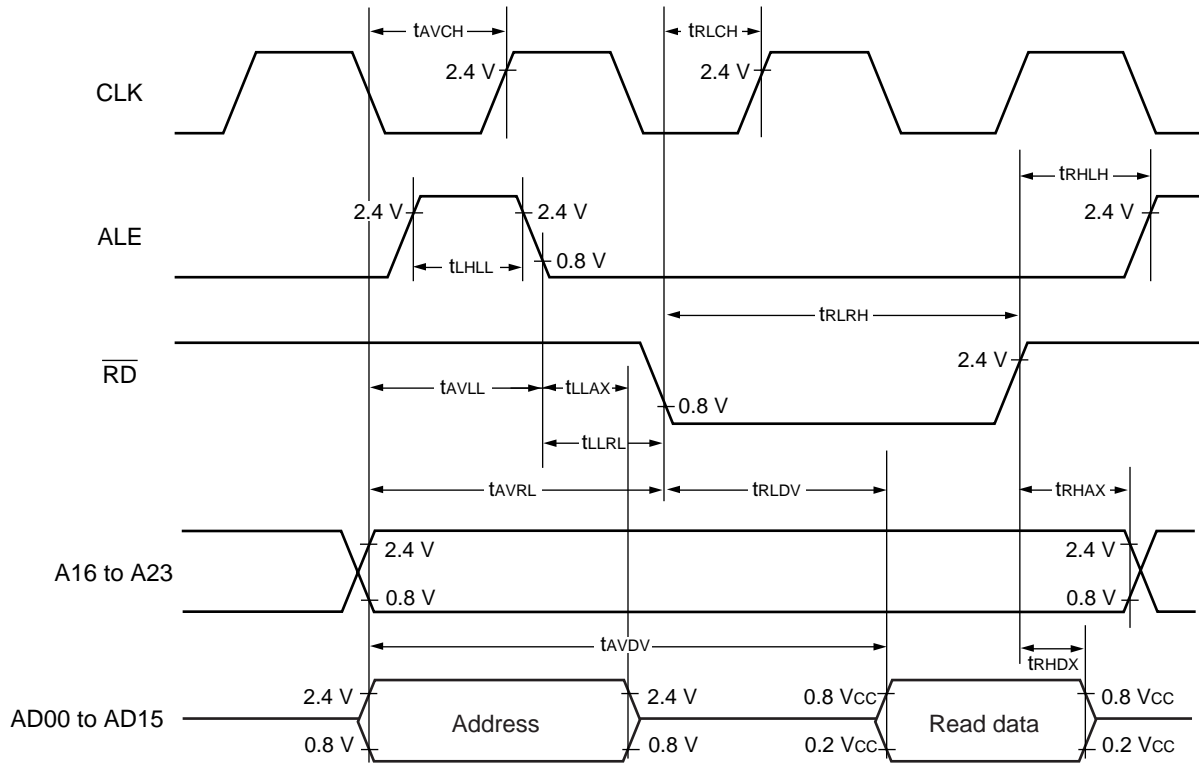 tAVCH
tRLCH
CLK
2.4 V
2.4 V
tRHLH
ALE
2.4 V
2.4 V
2.4 V
0.8 V
tLHLL
tRLRH
RD
2.4 V
tAVLL
tLLAX
0.8 V
tLLRL
tAVRL
tRLDV
tRHAX
A16 to A23
2.4 V
2.4 V
0.8 V
0.8 V
tAVDV
tRHDX
AD00 to AD15
2.4 V
Address
2.4 V
0.8 VCC
Read data
0.8 VCC
0.8 V
0.8 V
0.2 VCC
0.2 VCC